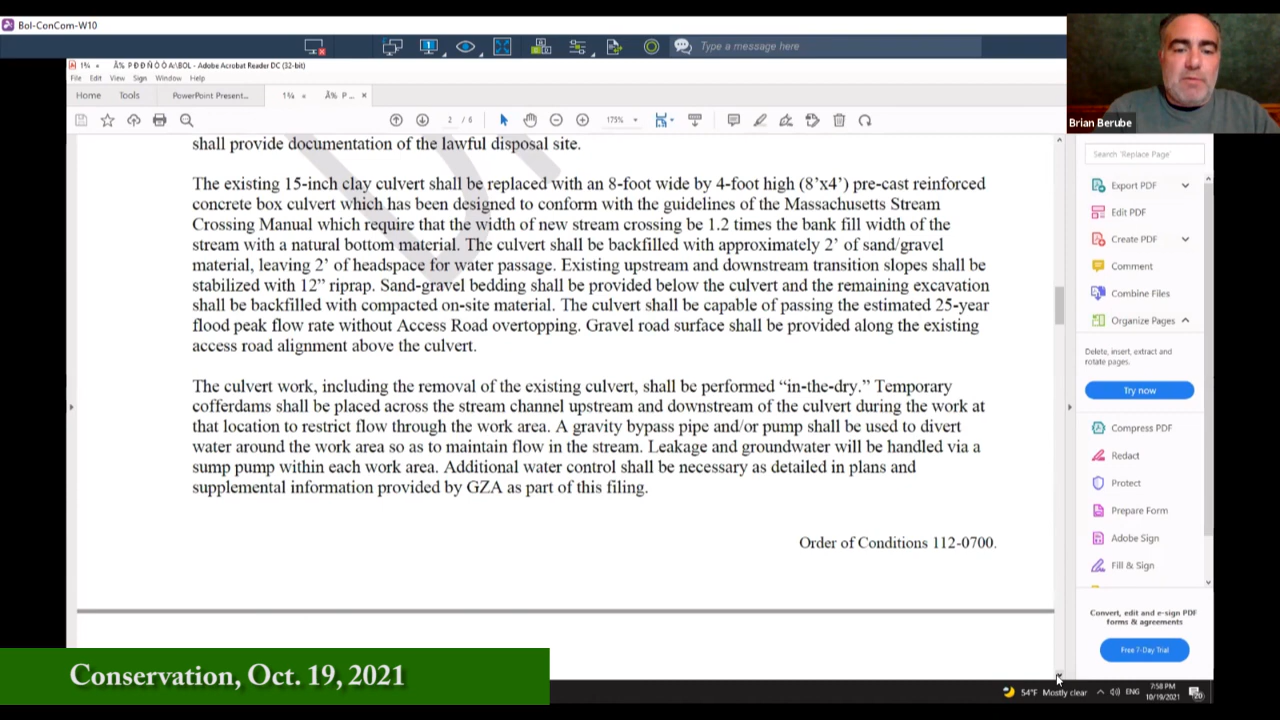 Bol-ConCom-W10
Type a message here
PDDÑÓÓA\BOL - Adobe Acrobat Reader DC (32-bit)
File Edit View Sign Window Help
Home Tools PowerPoint Present... 1¾ Å% P... ×
2 / 6 175%
Brian Berube
shall provide documentation of the lawful disposal site.
The existing 15-inch clay culvert shall be replaced with an 8-foot wide by 4-foot high (8’x4’) pre-cast reinforced
concrete box culvert which has been designed to conform with the guidelines of the Massachusetts Stream
Crossing Manual which require that the width of new stream crossing be 1.2 times the bank fill width of the
stream with a natural bottom material. The culvert shall be backfilled with approximately 2’ of sand/gravel
material, leaving 2’ of headspace for water passage. Existing upstream and downstream transition slopes shall be
stabilized with 12” riprap. Sand-gravel bedding shall be provided below the culvert and the remaining excavation
shall be backfilled with compacted on-site material. The culvert shall be capable of passing the estimated 25-year
flood peak flow rate without Access Road overtopping. Gravel road surface shall be provided along the existing
access road alignment above the culvert.
The culvert work, including the removal of the existing culvert, shall be performed “in-the-dry.” Temporary
cofferdams shall be placed across the stream channel upstream and downstream of the culvert during the work at
that location to restrict flow through the work area. A gravity bypass pipe and/or pump shall be used to divert
water around the work area so as to maintain flow in the stream. Leakage and groundwater will be handled via a
sump pump within each work area. Additional water control shall be necessary as detailed in plans and
supplemental information provided by GZA as part of this filing.
Order of Conditions 112-0700.
Search 'Replace Page'
Export PDF
Edit PDF
Create PDF
Comment
Combine Files
Organize Pages
Delete, insert, extract and
rotate pages.
Try now
Compress PDF
Redact
Protect
Prepare Form
Adobe Sign
Fill & Sign
Convert, edit and e-sign PDF
forms & agreements
Free 7-Day Trial
Conservation, Oct. 19, 2021
54°F Mostly clear ENG 7:58 PM
10/19/2021
20